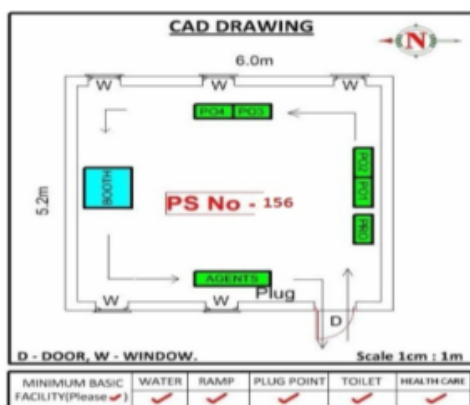 CAD DRAWING
N
6.0m
W W W
PO4 PO3
5.2m
BOOTH
PO2 PO1
PRO
PS No - 156
AGENTS
Plug
W W
D
D - DOOR, W - WINDOW. Scale 1cm : 1m
MINIMUM BASIC FACILITY(Please ✓) WATER RAMP PLUG POINT TOILET HEALTH CARE
✓ ✓ ✓ ✓ ✓